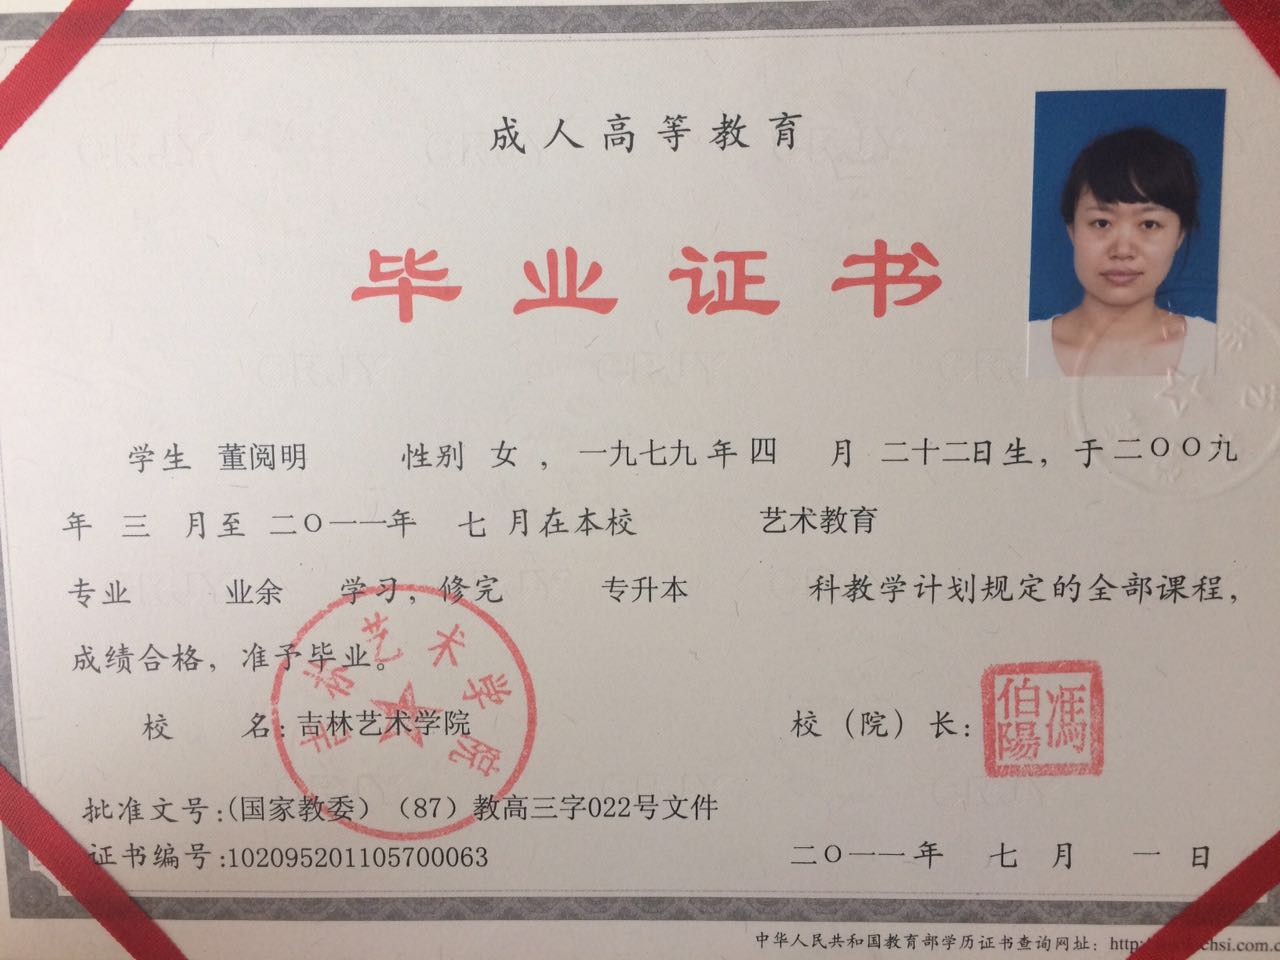 成人高等教育
毕业证书
学生 董阅明 性别 女 ，一九七九年四 月 二十二日生，于二〇〇九
年 三 月至 二〇一一年 七 月在本校 艺术教育
专业 业余 学习，修完 专升本 科教学计划规定的全部课程，
成绩合格，准予毕业。
校 名：吉林艺术学院
校（院）长：
吉林艺术学院
馮伯陽
批准文号：(国家教委）（87）教高三字022号文件
证书编号：102095201105700063
二〇一一年 七 月 一 日
中华人民共和国教育部学历证书查询网址：